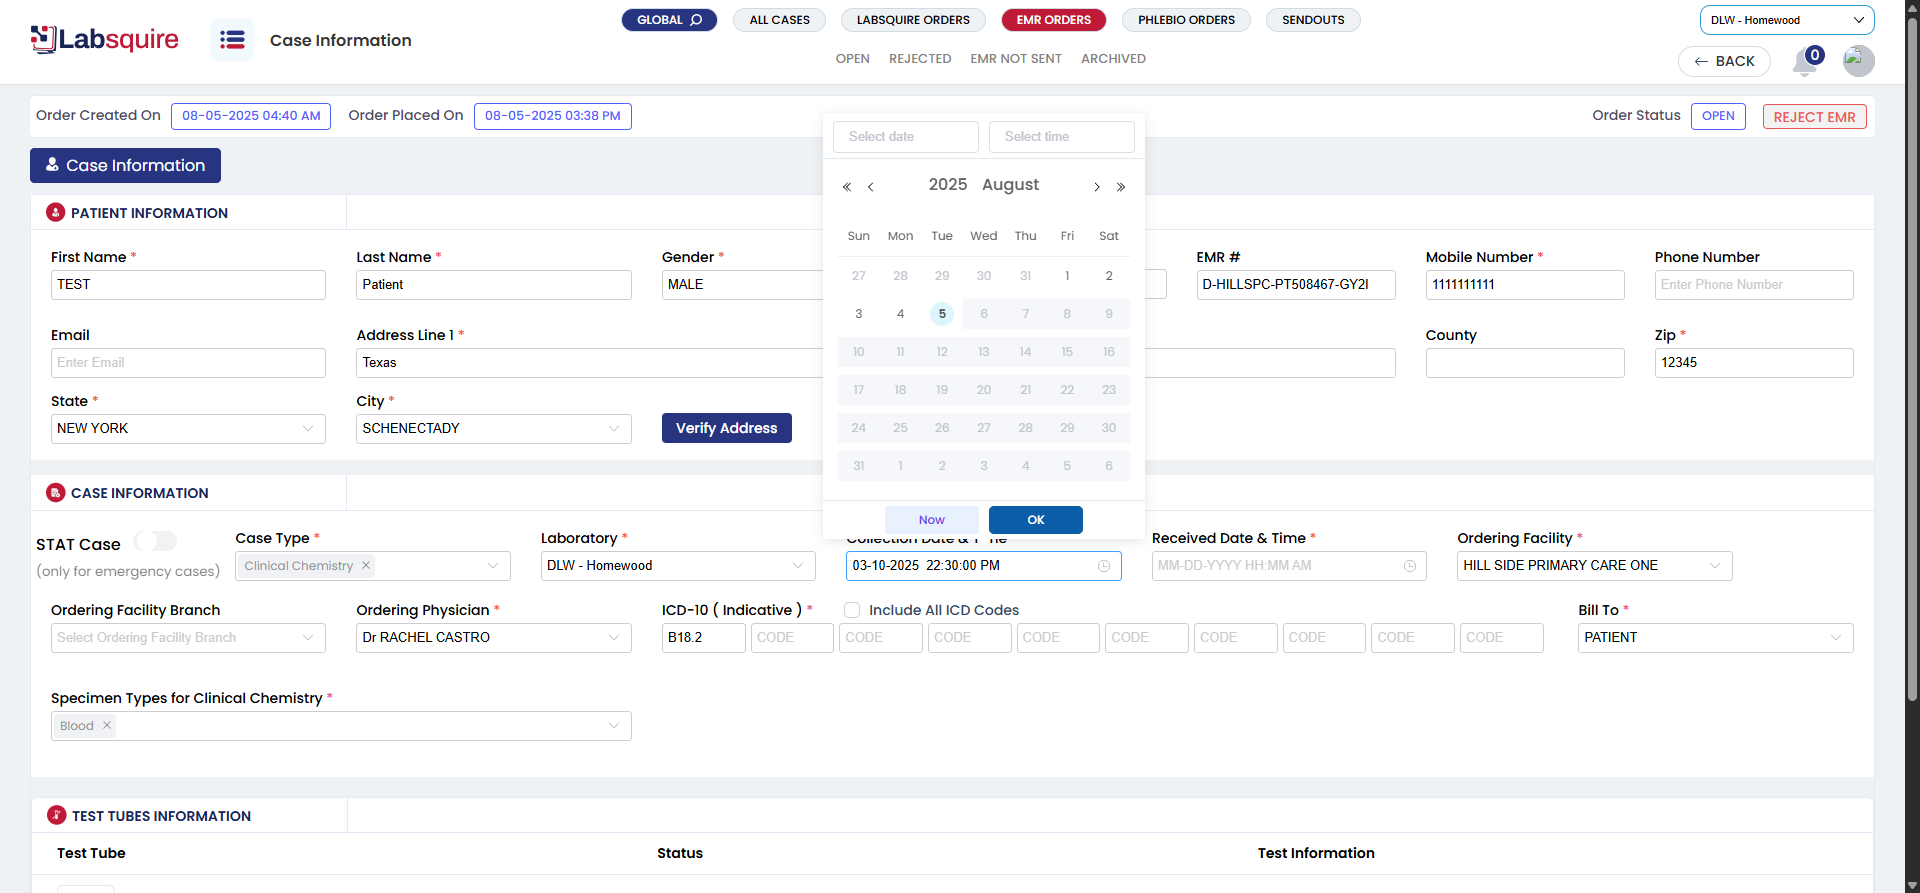 Labsquire
Case Information
GLOBAL
ALL CASES
LABSQUIRE ORDERS
EMR ORDERS
PHLEBIO ORDERS
SENDOUTS
DLW - Homewood
OPEN
REJECTED
EMR NOT SENT
ARCHIVED
BACK
0
Order Created On
08-05-2025 04:40 AM
Order Placed On
08-05-2025 03:38 PM
Order Status
OPEN
REJECT EMR
Case Information
Select date
Select time
2025 August
Sun Mon Tue Wed Thu Fri Sat
27 28 29 30 31 1 2
3 4 5 6 7 8 9
10 11 12 13 14 15 16
17 18 19 20 21 22 23
24 25 26 27 28 29 30
31 1 2 3 4 5 6
Now
OK
PATIENT INFORMATION
First Name *
TEST
Last Name *
Patient
Gender *
MALE
EMR #
D-HILLSPC-PT508467-GY2I
Mobile Number *
1111111111
Phone Number
Enter Phone Number
Email
Enter Email
Address Line 1 *
Texas
County
Zip *
12345
State *
NEW YORK
City *
SCHENECTADY
Verify Address
CASE INFORMATION
STAT Case
(only for emergency cases)
Case Type *
Clinical Chemistry ×
Laboratory *
DLW - Homewood
Collection Date &
03-10-2025 22:30:00 PM
Received Date & Time *
MM-DD-YYYY HH:MM AM
Ordering Facility *
HILL SIDE PRIMARY CARE ONE
Ordering Facility Branch
Select Ordering Facility Branch
Ordering Physician *
Dr RACHEL CASTRO
ICD-10 ( Indicative ) *
Include All ICD Codes
B18.2 CODE CODE CODE CODE CODE CODE CODE CODE CODE
Bill To *
PATIENT
Specimen Types for Clinical Chemistry *
Blood ×
TEST TUBES INFORMATION
Test Tube
Status
Test Information